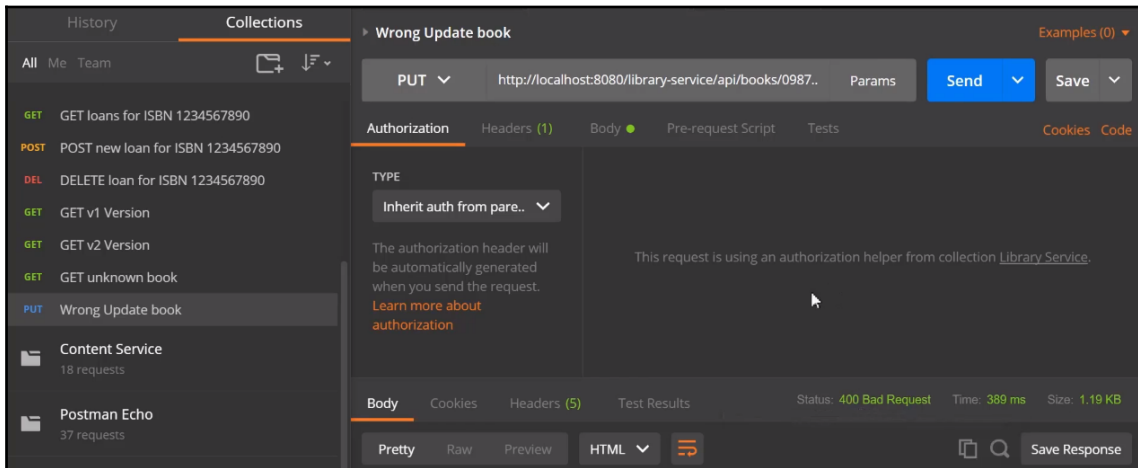 History Collections
All Me Team
GET GET loans for ISBN 1234567890
POST POST new loan for ISBN 1234567890
DEL DELETE loan for ISBN 1234567890
GET GET v1 Version
GET GET v2 Version
GET GET unknown book
PUT Wrong Update book
Content Service
18 requests
Postman Echo
37 requests
Wrong Update book Examples (0)
PUT http://localhost:8080/library-service/api/books/0987.. Params Send Save
Authorization Headers (1) Body Pre-request Script Tests Cookies Code
TYPE
Inherit auth from pare..
The authorization header will
be automatically generated
when you send the request.
Learn more about
authorization
This request is using an authorization helper from collection Library Service.
Body Cookies Headers (5) Test Results Status: 400 Bad Request Time: 389 ms Size: 1.19 KB
Pretty Raw Preview HTML Save Response